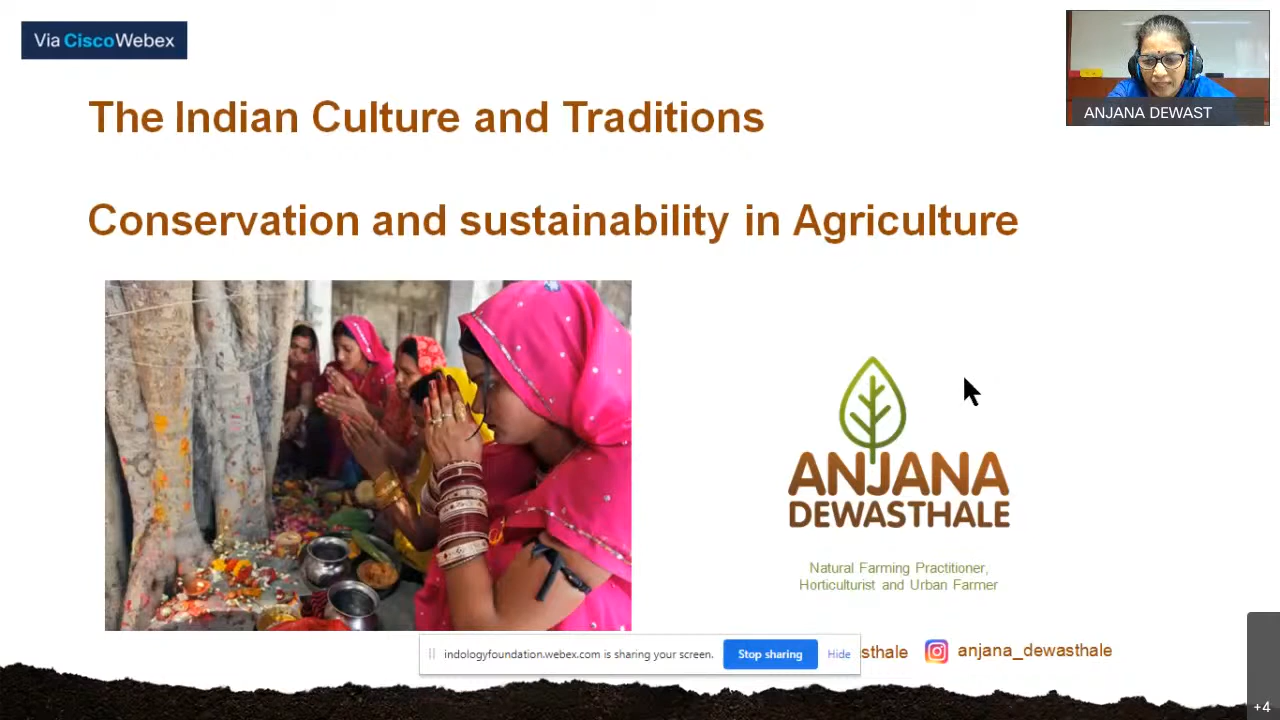 Via CiscoWebex
ANJANA DEWAST
The Indian Culture and Traditions
Conservation and sustainability in Agriculture
ANJANA
DEWASTHALE
Natural Farming Practitioner,
Horticulturist and Urban Farmer
indologyfoundation.webex.com is sharing your screen.
Stop sharing
Hide
sthale
anjana_dewasthale
+4